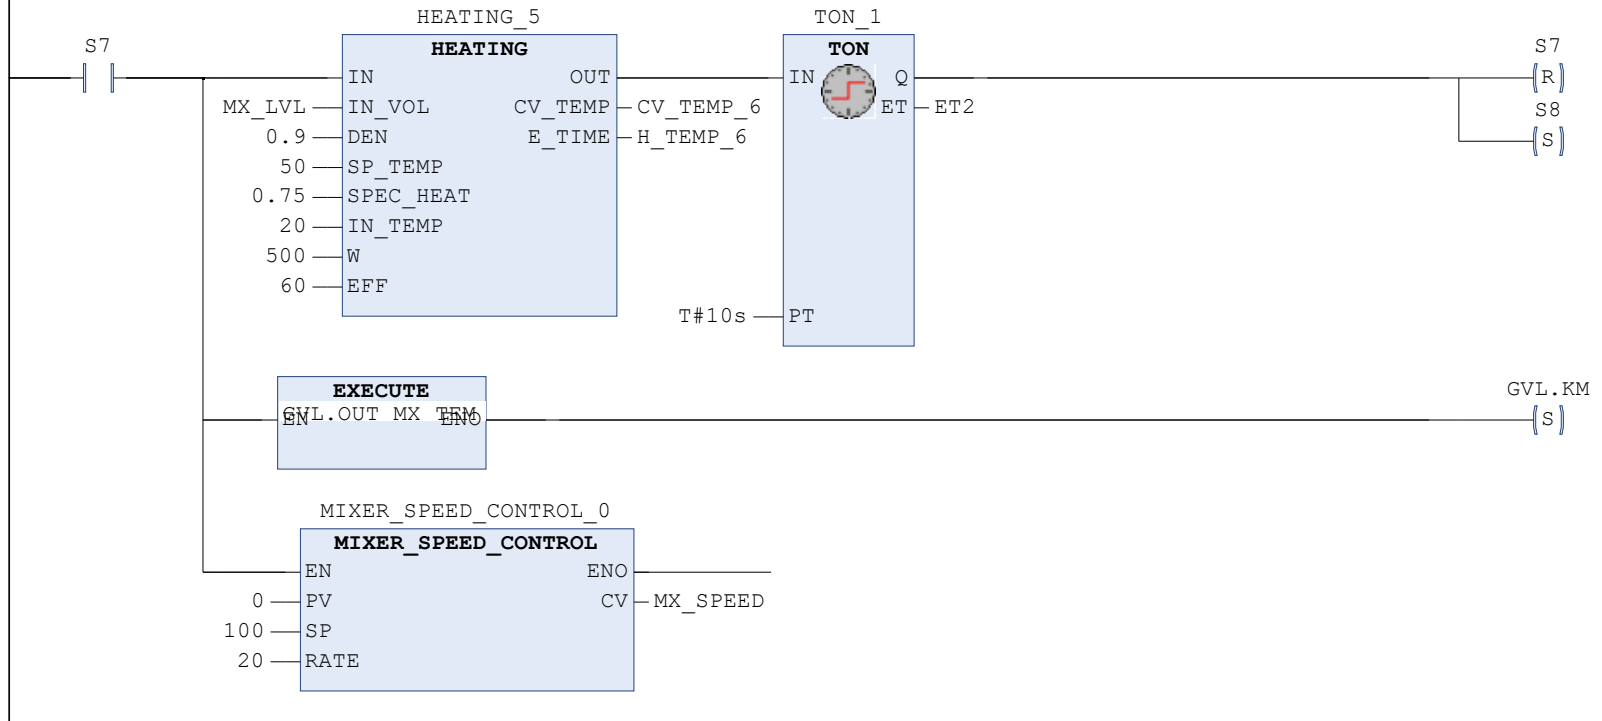 HEATING_5 TON_1
S7 HEATING TON S7
IN OUT IN Q R
MX_LVL IN_VOL CV_TEMP CV_TEMP_6 ET ET2 S8
0.9 DEN E_TIME H_TEMP_6 S
50 SP_TEMP
0.75 SPEC_HEAT
20 IN_TEMP
500 W
60 EFF
T#10s PT
EXECUTE GVL.KM
EN GVL.OUT_MX_TEM ENO S
MIXER_SPEED_CONTROL_0
MIXER_SPEED_CONTROL
EN ENO
0 PV CV MX_SPEED
100 SP
20 RATE